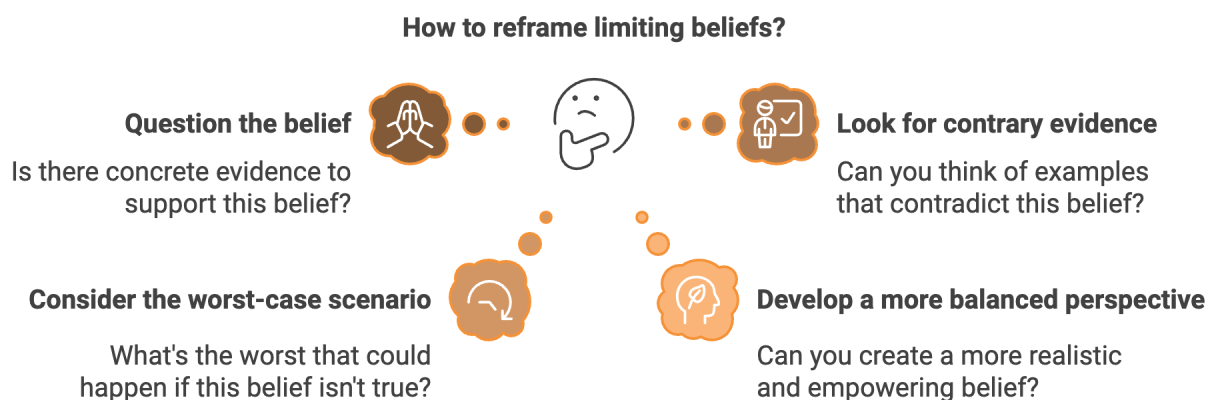 How to reframe limiting beliefs?
Question the belief
Is there concrete evidence to
support this belief?
Look for contrary evidence
Can you think of examples
that contradict this belief?
Consider the worst-case scenario
What's the worst that could
happen if this belief isn't true?
Develop a more balanced perspective
Can you create a more realistic
and empowering belief?